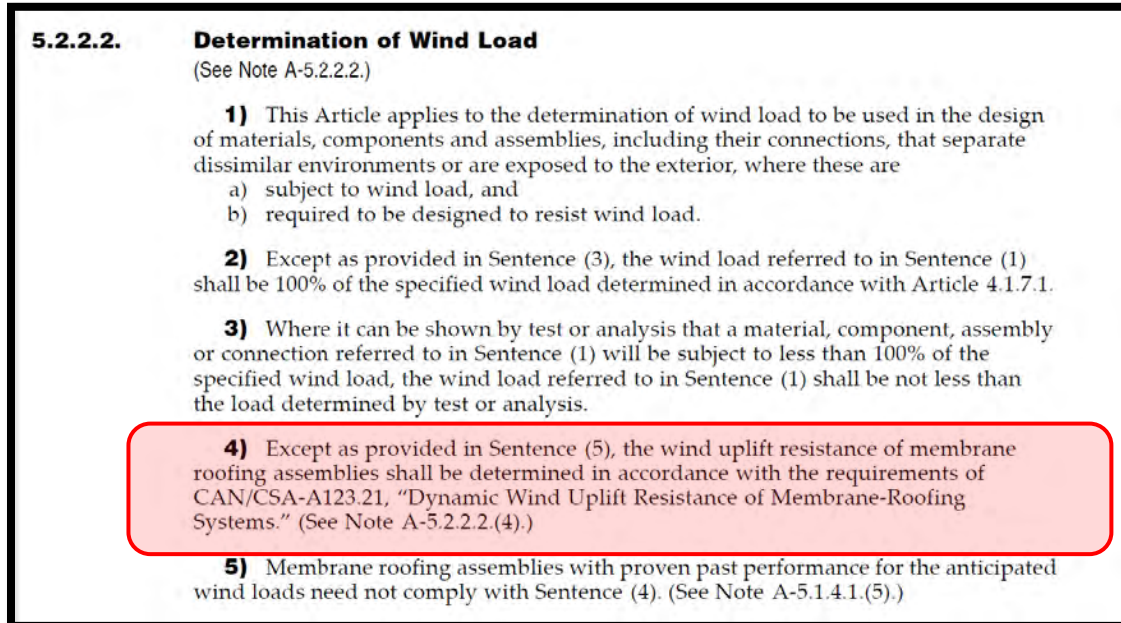 5.2.2.2. Determination of Wind Load
(See Note A-5.2.2.2.)
1) This Article applies to the determination of wind load to be used in the design
of materials, components and assemblies, including their connections, that separate
dissimilar environments or are exposed to the exterior, where these are
a) subject to wind load, and
b) required to be designed to resist wind load.
2) Except as provided in Sentence (3), the wind load referred to in Sentence (1)
shall be 100% of the specified wind load determined in accordance with Article 4.1.7.1.
3) Where it can be shown by test or analysis that a material, component, assembly
or connection referred to in Sentence (1) will be subject to less than 100% of the
specified wind load, the wind load referred to in Sentence (1) shall be not less than
the load determined by test or analysis.
4) Except as provided in Sentence (5), the wind uplift resistance of membrane
roofing assemblies shall be determined in accordance with the requirements of
CAN/CSA-A123.21, “Dynamic Wind Uplift Resistance of Membrane-Roofing
Systems.” (See Note A-5.2.2.2.(4).)
5) Membrane roofing assemblies with proven past performance for the anticipated
wind loads need not comply with Sentence (4). (See Note A-5.1.4.1.(5).)